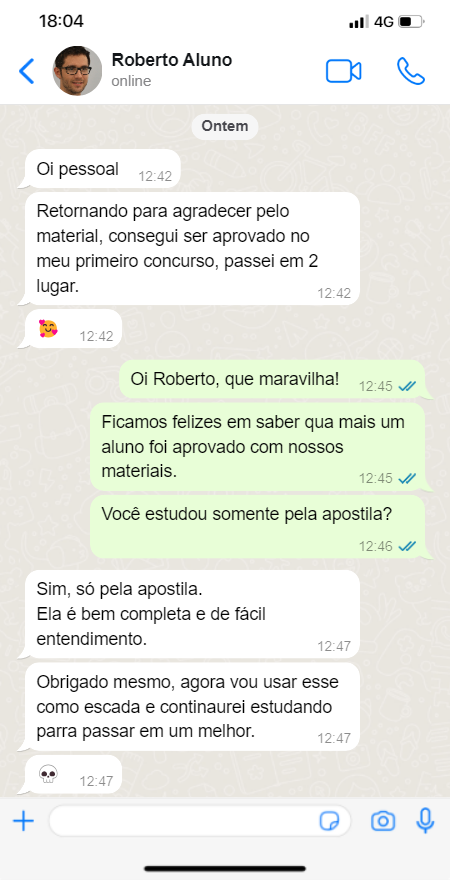 18:04
4G
Roberto Aluno
online
Ontem
Oi pessoal
12:42
Retornando para agradecer pelo
material, consegui ser aprovado no
meu primeiro concurso, passei em 2
lugar.
12:42
🥰
12:42
Oi Roberto, que maravilha!
12:45
Ficamos felizes em saber qua mais um
aluno foi aprovado com nossos
materiais.
12:45
Você estudou somente pela apostila?
12:46
Sim, só pela apostila.
Ela é bem completa e de fácil
entendimento.
12:47
Obrigado mesmo, agora vou usar esse
como escada e continaurei estudando
parra passar em um melhor.
12:47
💀
12:47